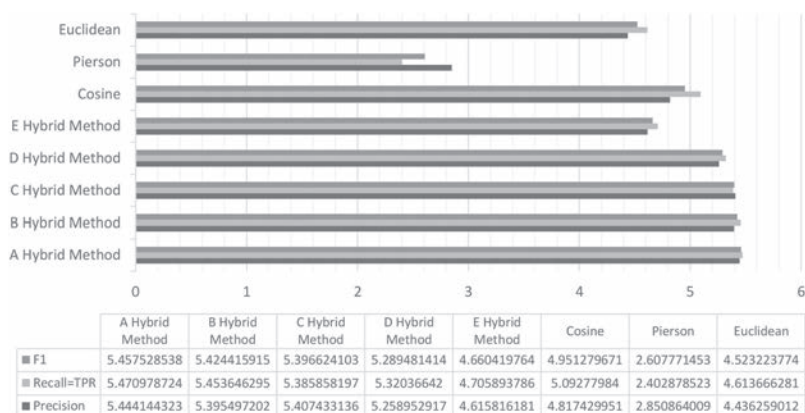 Euclidean
Pierson
Cosine
E Hybrid Method
D Hybrid Method
C Hybrid Method
B Hybrid Method
A Hybrid Method
0 1 2 3 4 5 6
A Hybrid Method B Hybrid Method C Hybrid Method D Hybrid Method E Hybrid Method Cosine Pierson Euclidean
F1 5.457528538 5.424415915 5.396624103 5.289481414 4.660419764 4.951279671 2.607771453 4.523223774
Recall=TPR 5.470978724 5.453646295 5.385858197 5.32036642 4.705893786 5.09277984 2.402878523 4.613666281
Precision 5.444144323 5.395497202 5.407433136 5.258952917 4.615816181 4.817429951 2.850864009 4.436259012